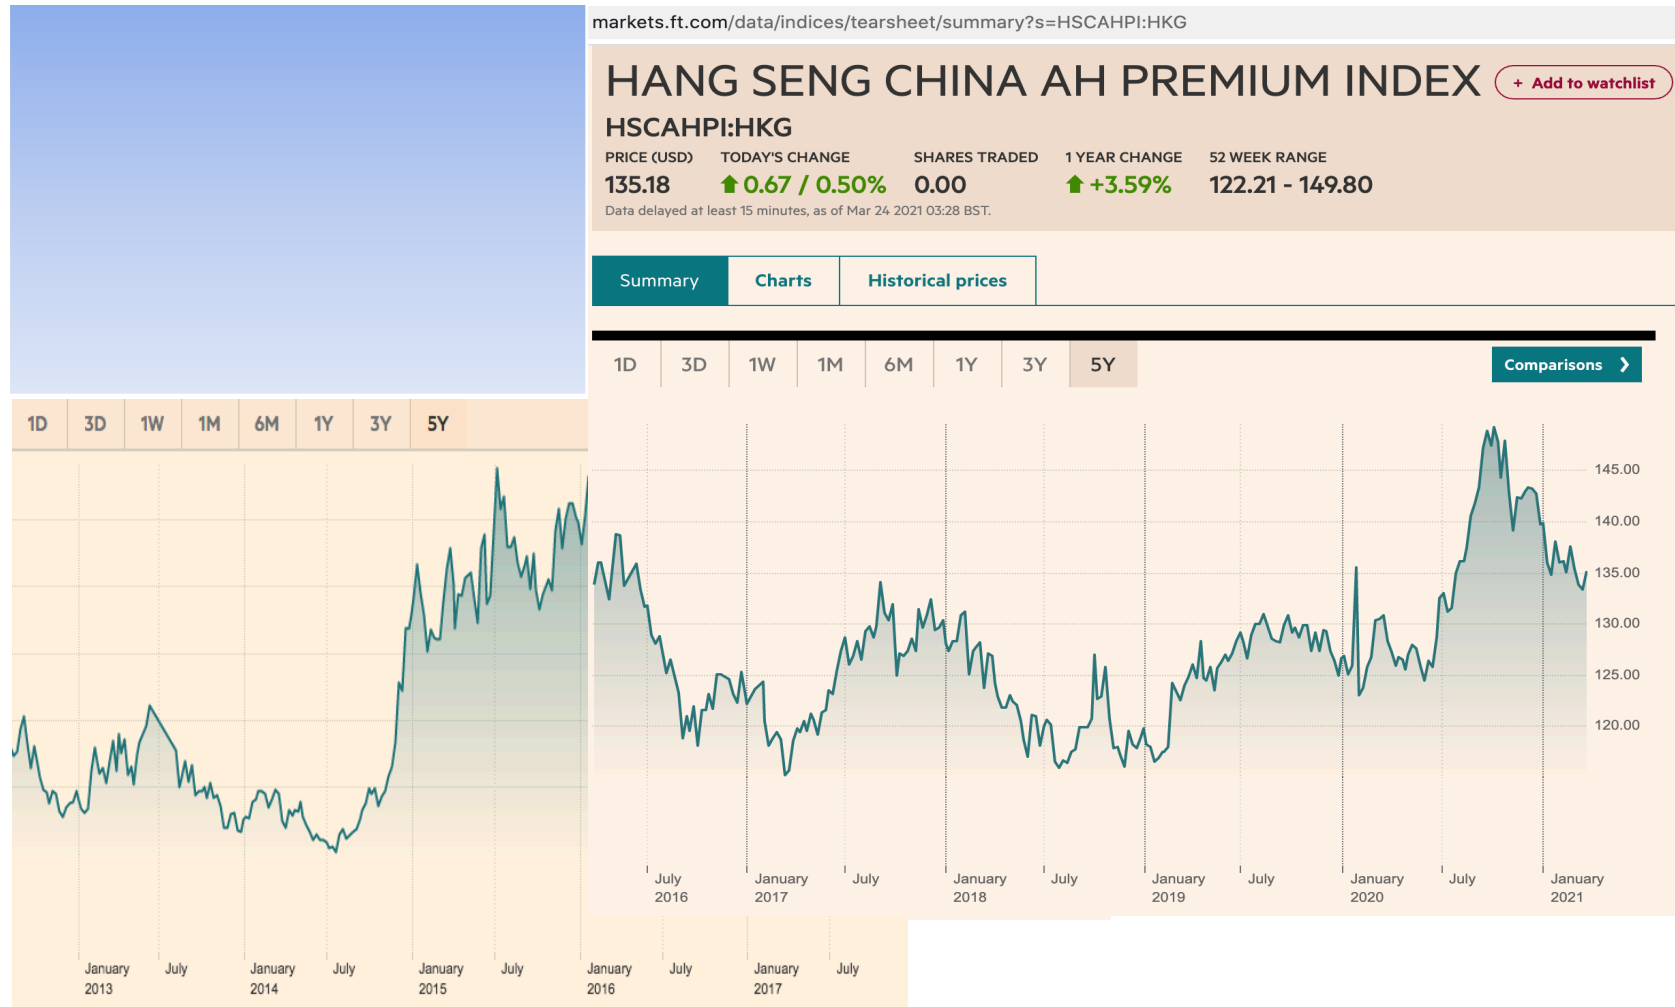 markets.ft.com/data/indices/tearsheet/summary?s=HSCAHPI:HKG
HANG SENG CHINA AH PREMIUM INDEX
+ Add to watchlist
HSCAHPI:HKG
PRICE (USD) TODAY'S CHANGE SHARES TRADED 1 YEAR CHANGE 52 WEEK RANGE
135.18 0.67 / 0.50% 0.00 +3.59% 122.21 - 149.80
Data delayed at least 15 minutes, as of Mar 24 2021 03:28 BST.
Summary Charts Historical prices
1D 3D 1W 1M 6M 1Y 3Y 5Y
Comparisons
145.00
140.00
135.00
130.00
125.00
120.00
July January July January July January July January July January
2016 2017 2018 2019 2020 2021
1D 3D 1W 1M 6M 1Y 3Y 5Y
January July January July January July January July January July
2013 2014 2015 2016 2017